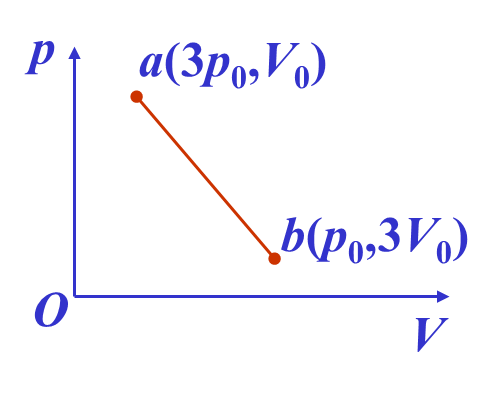 p
a(3p₀,V₀)
b(p₀,3V₀)
O
V